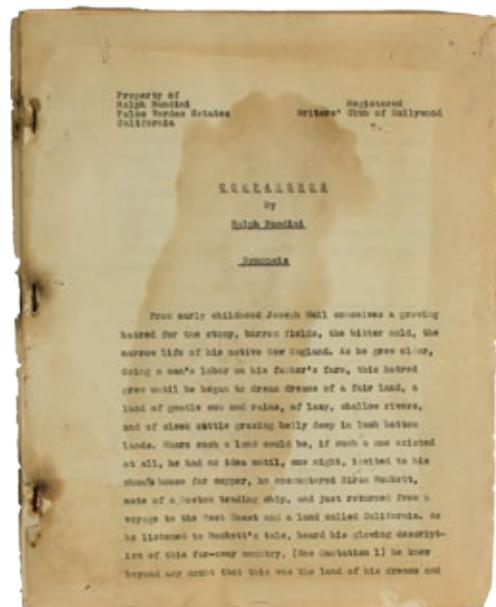 Property of
Ralph Bandini
Palos Verdes Estates
California
Registered
Writers' Club of Hollywood
By
Ralph Bandini
Synopsis
From early childhood Joseph Hall conceives a growing
hatred for the stony, barren fields, the bitter cold, the
narrow life of his native New England. As he grew older,
doing a man's labor on his father's farm, this hatred
grew until he began to dream dreams of a fair land, a
land of gentle sun and rains, of lazy, shallow rivers,
and of sleek cattle grazing belly deep in lush bottom
lands. Where such a land could be, if such a one existed
at all, he had no idea until, one night, invited to his
chum's house for supper, he encountered Hiram Huckett,
mate of a Boston trading ship, and just returned from a
voyage to the West Coast and a land called California. As
he listened to Huckett's tale, heard his glowing descript-
ion of this far-away country, (See Quotation 1) he knew
beyond any doubt that this was the land of his dreams and